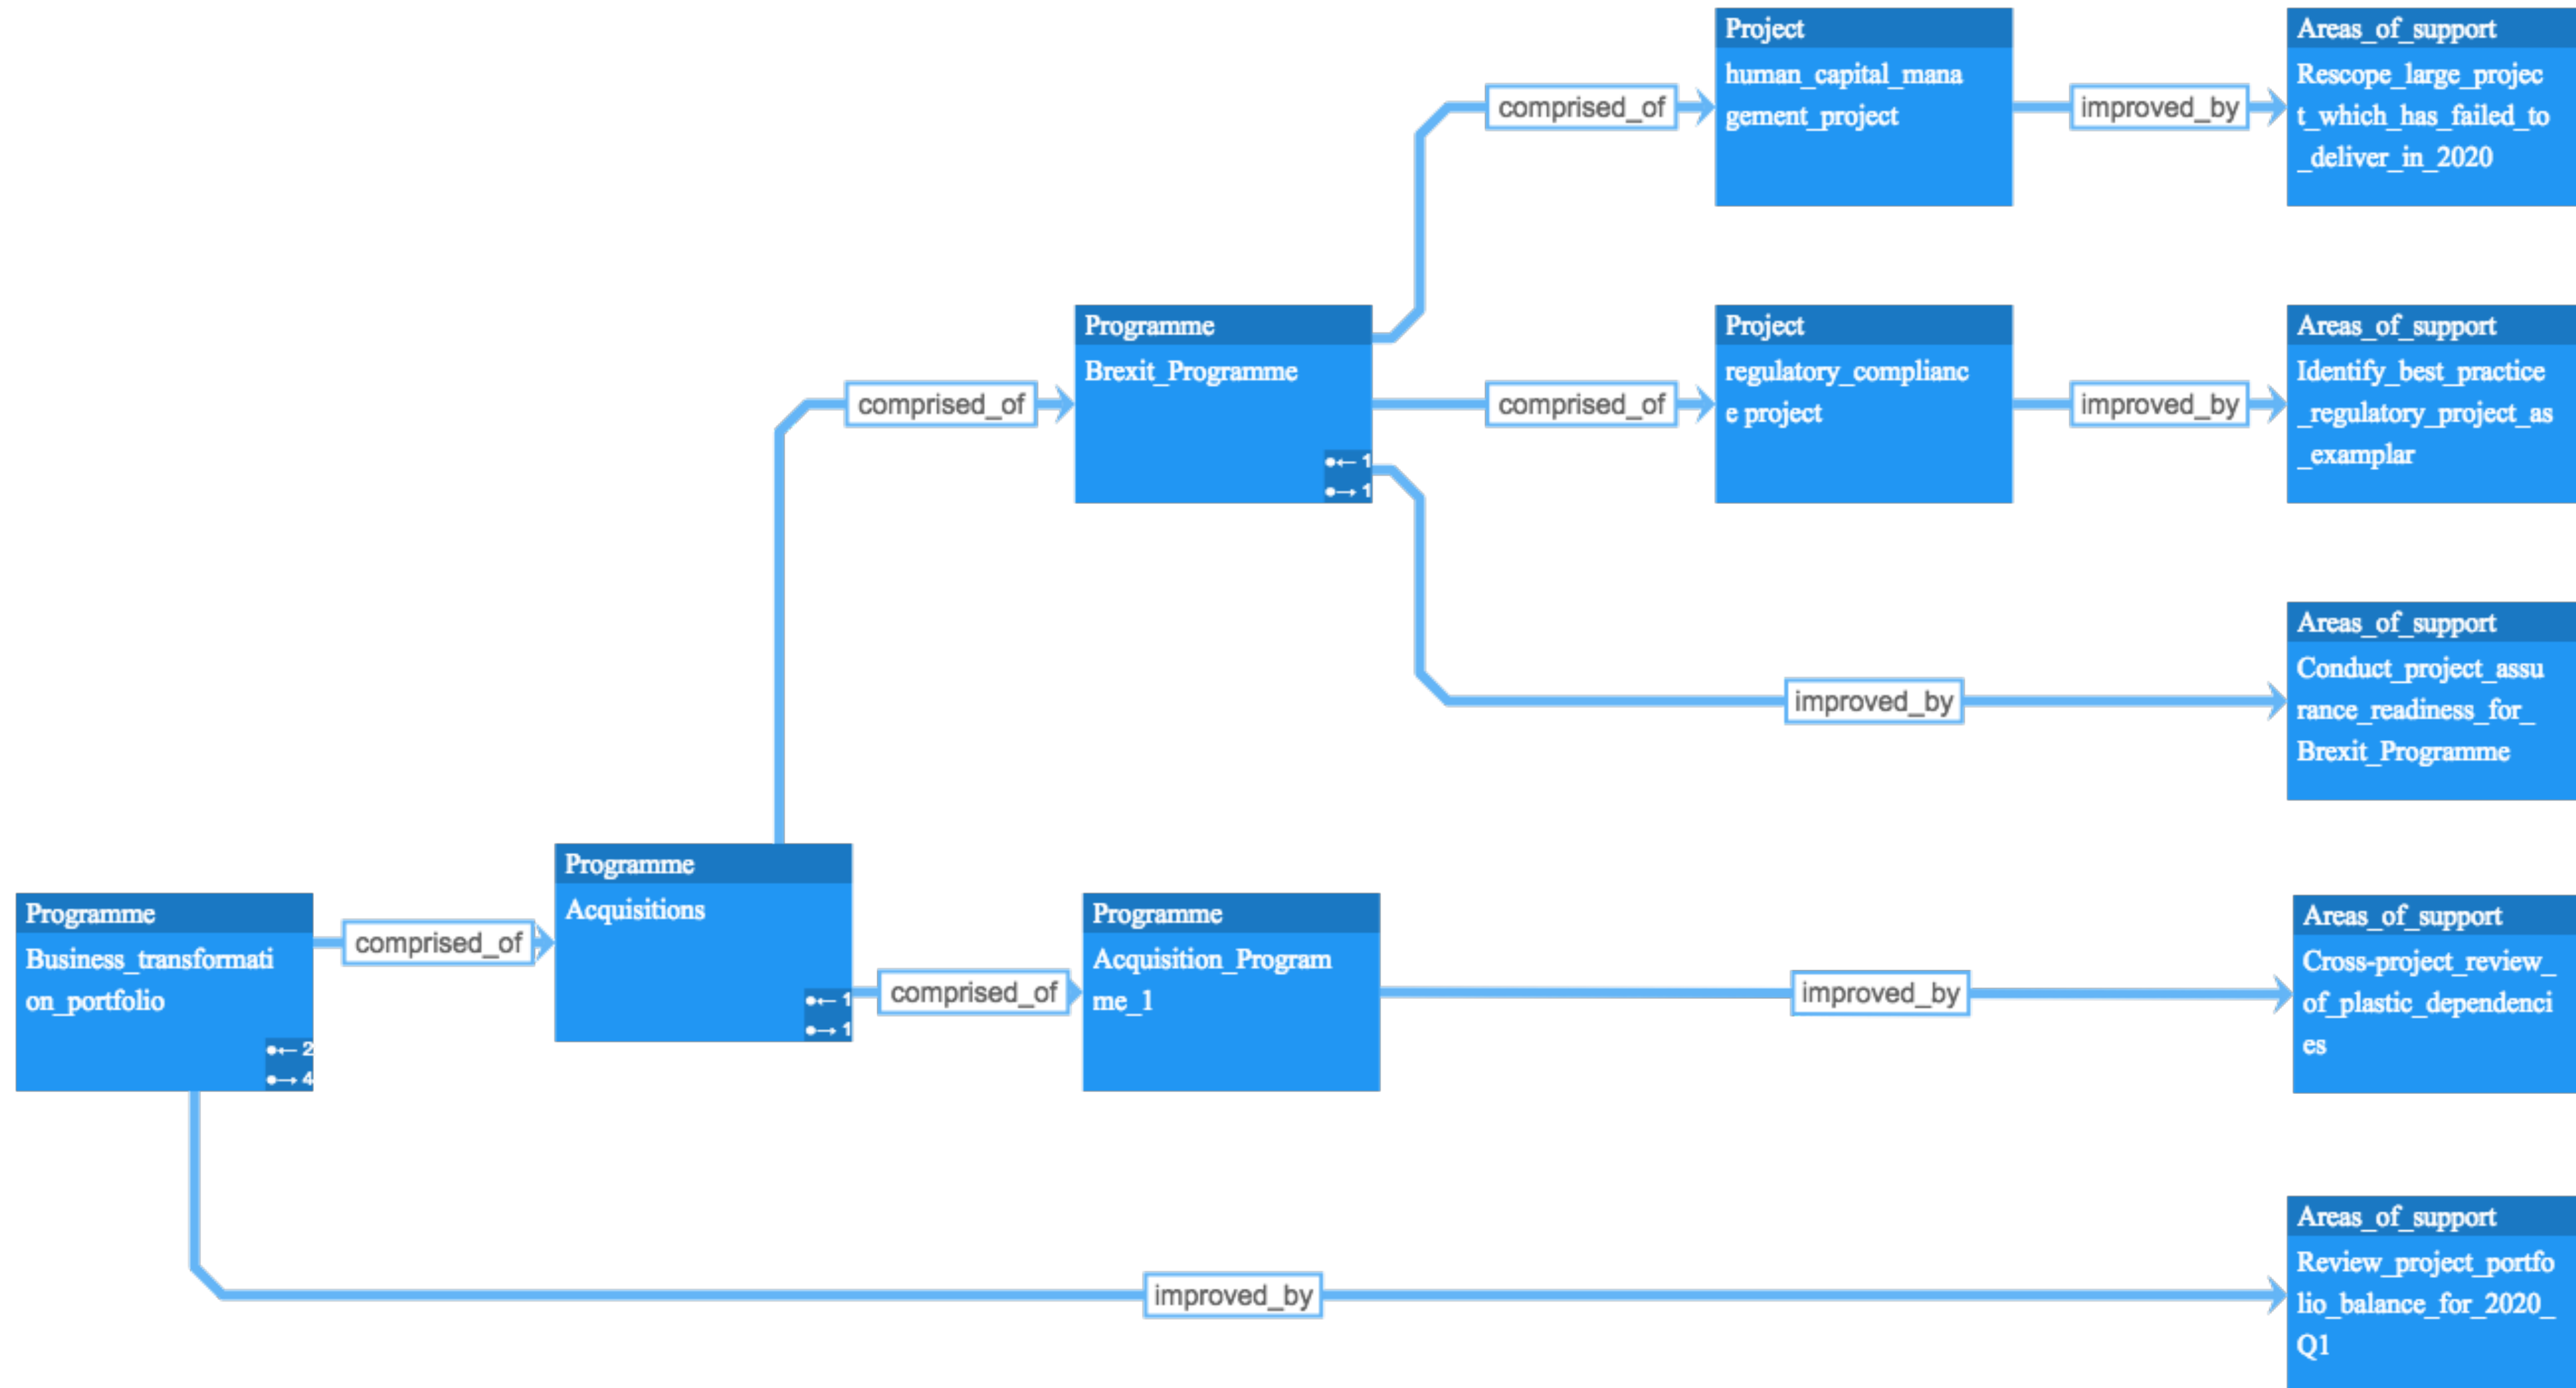 Project
human_capital_mana
gement_project
comprised_of
improved_by
Areas_of_support
Rescope_large_projec
t_which_has_failed_to
_deliver_in_2020
Programme
Brexit_Programme
1
1
comprised_of
comprised_of
Project
regulatory_complianc
e project
improved_by
Areas_of_support
Identify_best_practice
_regulatory_project_as
_examplar
improved_by
Areas_of_support
Conduct_project_assu
rance_readiness_for_
Brexit_Programme
Programme
Business_transformati
on_portfolio
2
4
comprised_of
Programme
Acquisitions
1
1
comprised_of
Programme
Acquisition_Program
me_1
improved_by
Areas_of_support
Cross-project_review_
of_plastic_dependenci
es
improved_by
Areas_of_support
Review_project_portfo
lio_balance_for_2020_
Q1